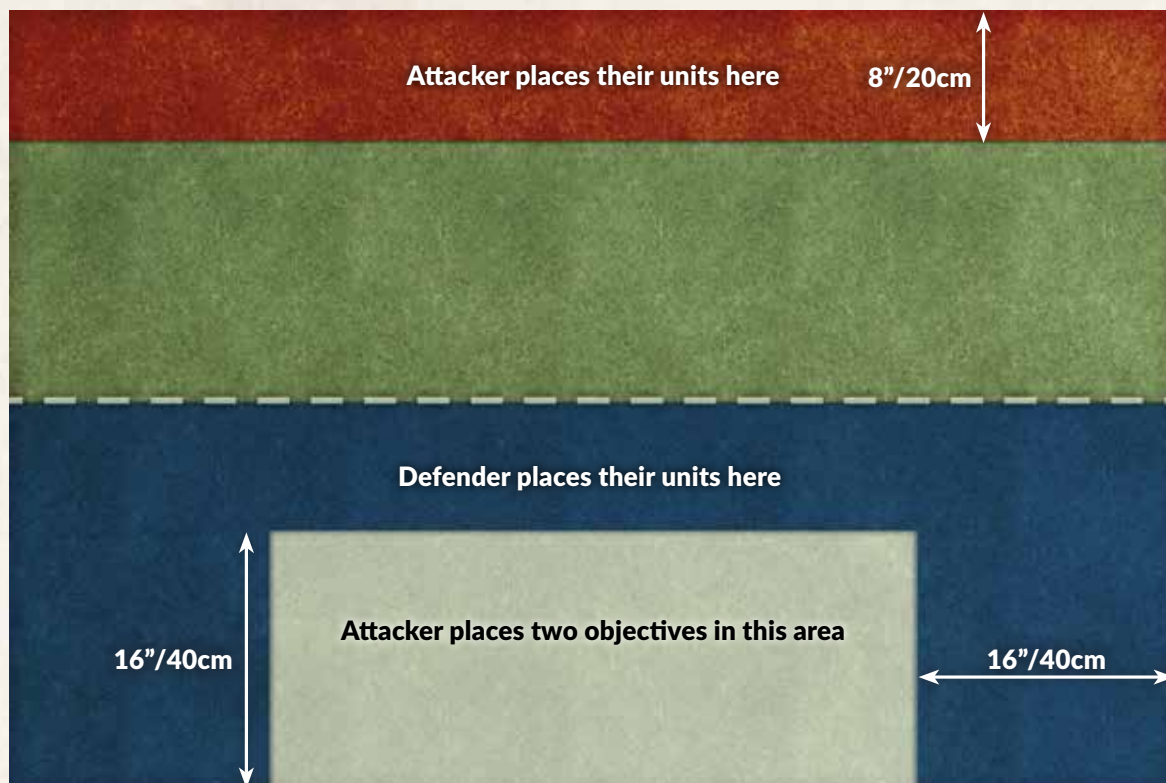 Attacker places their units here
8”/20cm
Defender places their units here
Attacker places two objectives in this area
16”/40cm
16”/40cm